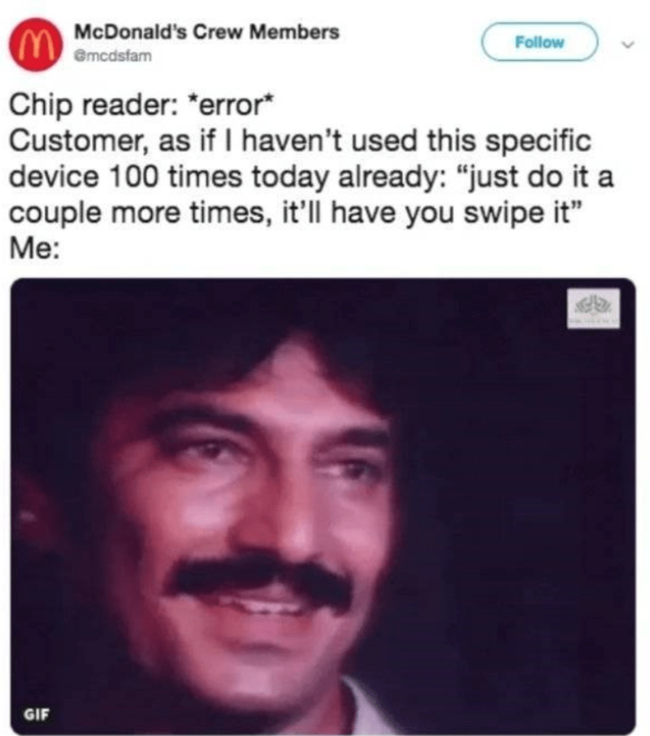 McDonald's Crew Members
@mcdsfam
Follow
Chip reader: *error*
Customer, as if I haven't used this specific
device 100 times today already: “just do it a
couple more times, it'll have you swipe it”
Me:
GIF